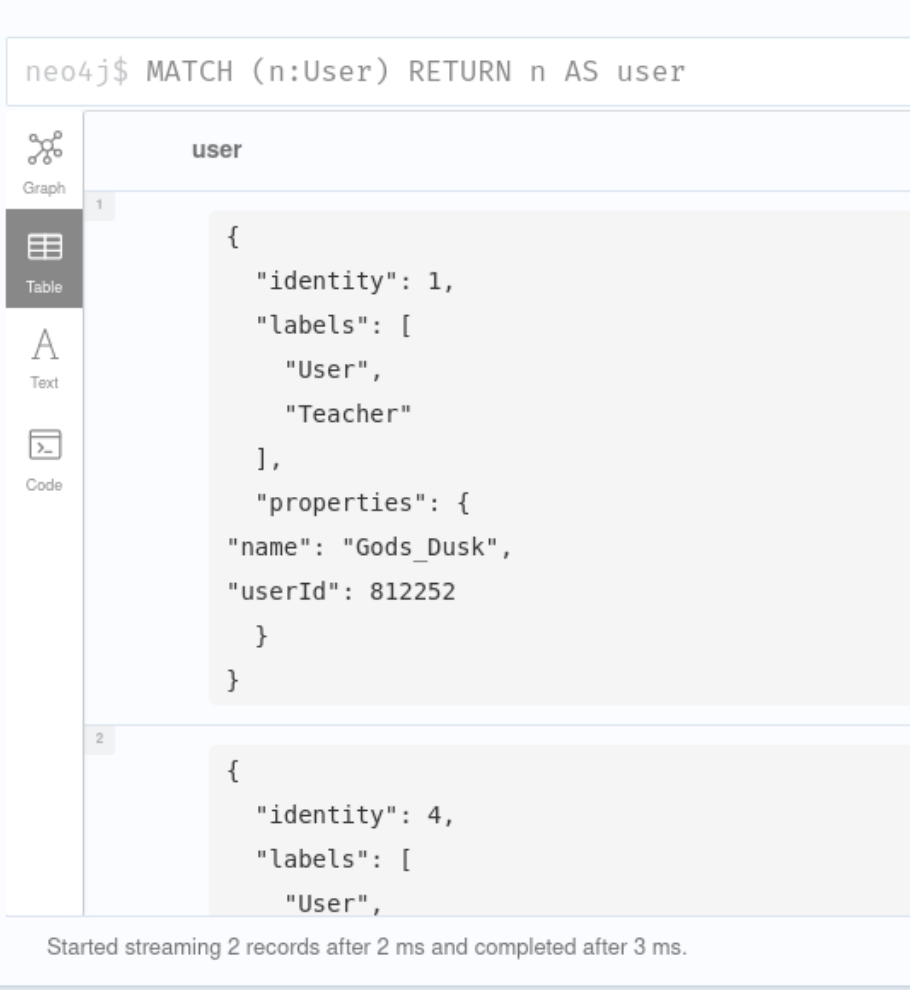 neo4j$ MATCH (n:User) RETURN n AS user
Graph
Table
Text
Code
user
1
{
"identity": 1,
"labels": [
"User",
"Teacher"
],
"properties": {
"name": "Gods_Dusk",
"userId": 812252
}
}
2
{
"identity": 4,
"labels": [
"User",
Started streaming 2 records after 2 ms and completed after 3 ms.